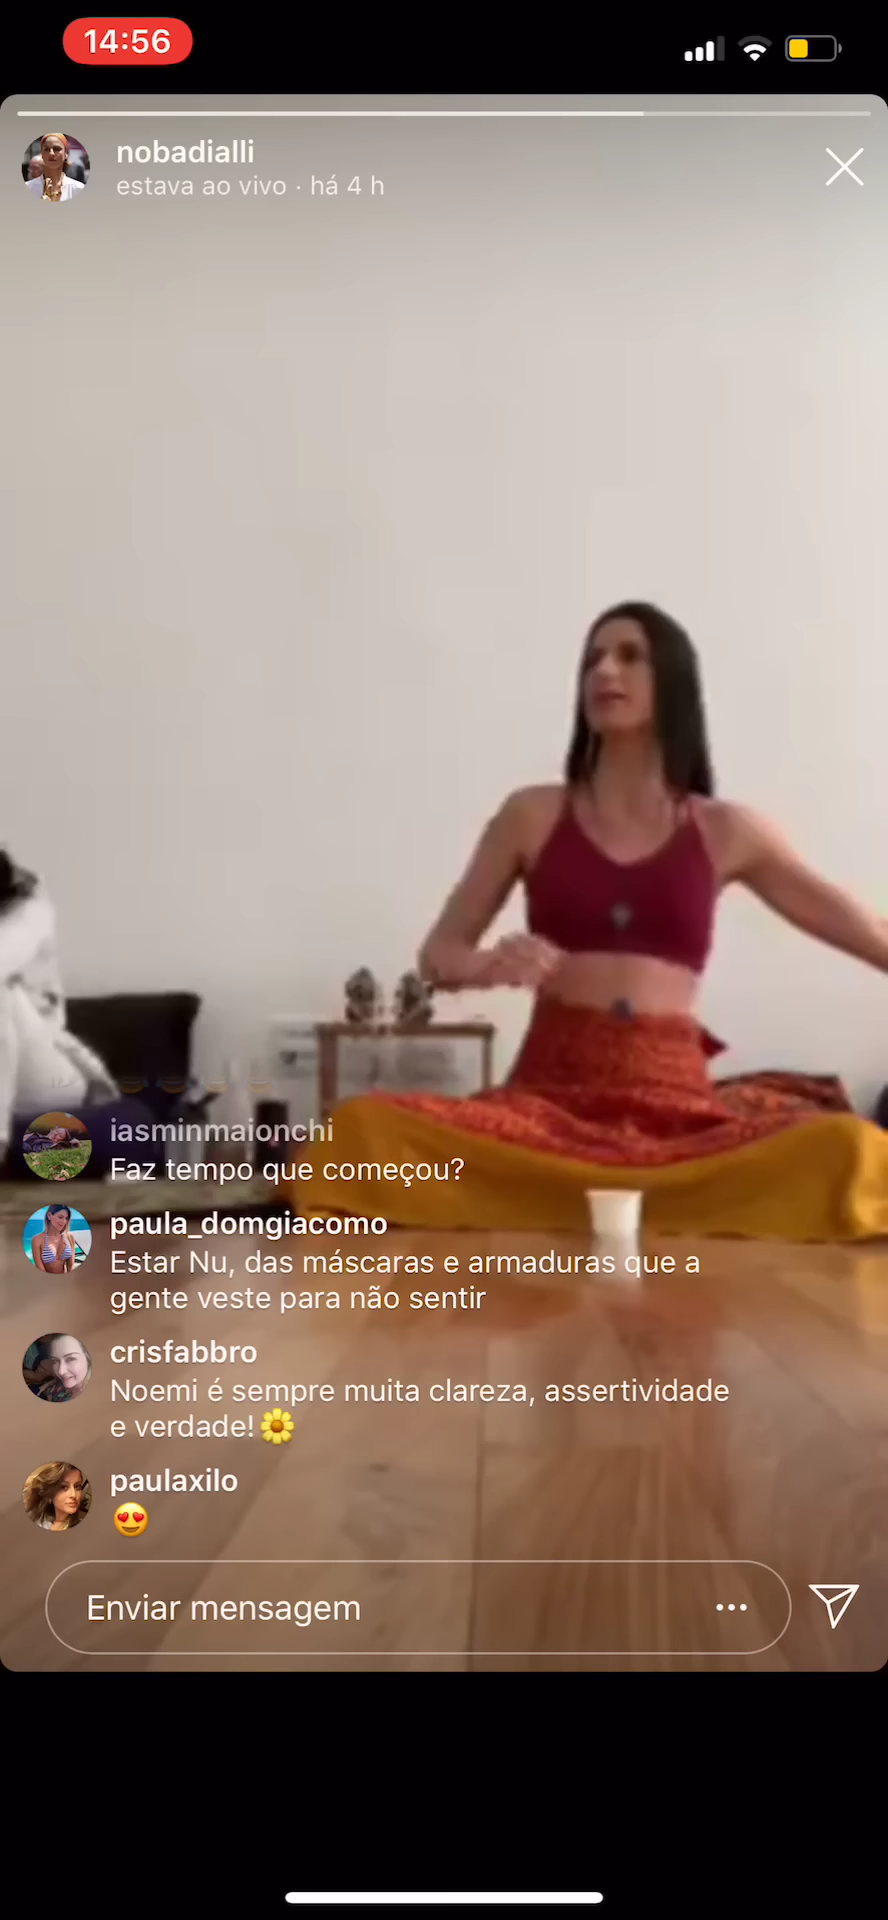 14:56
nobadialli
estava ao vivo · há 4 h
iasminmaionchi
Faz tempo que começou?
paula_domgiacomo
Estar Nu, das máscaras e armaduras que a
gente veste para não sentir
crisfabbro
Noemi é sempre muita clareza, assertividade
e verdade!🌼
paulaxilo
😍
Enviar mensagem